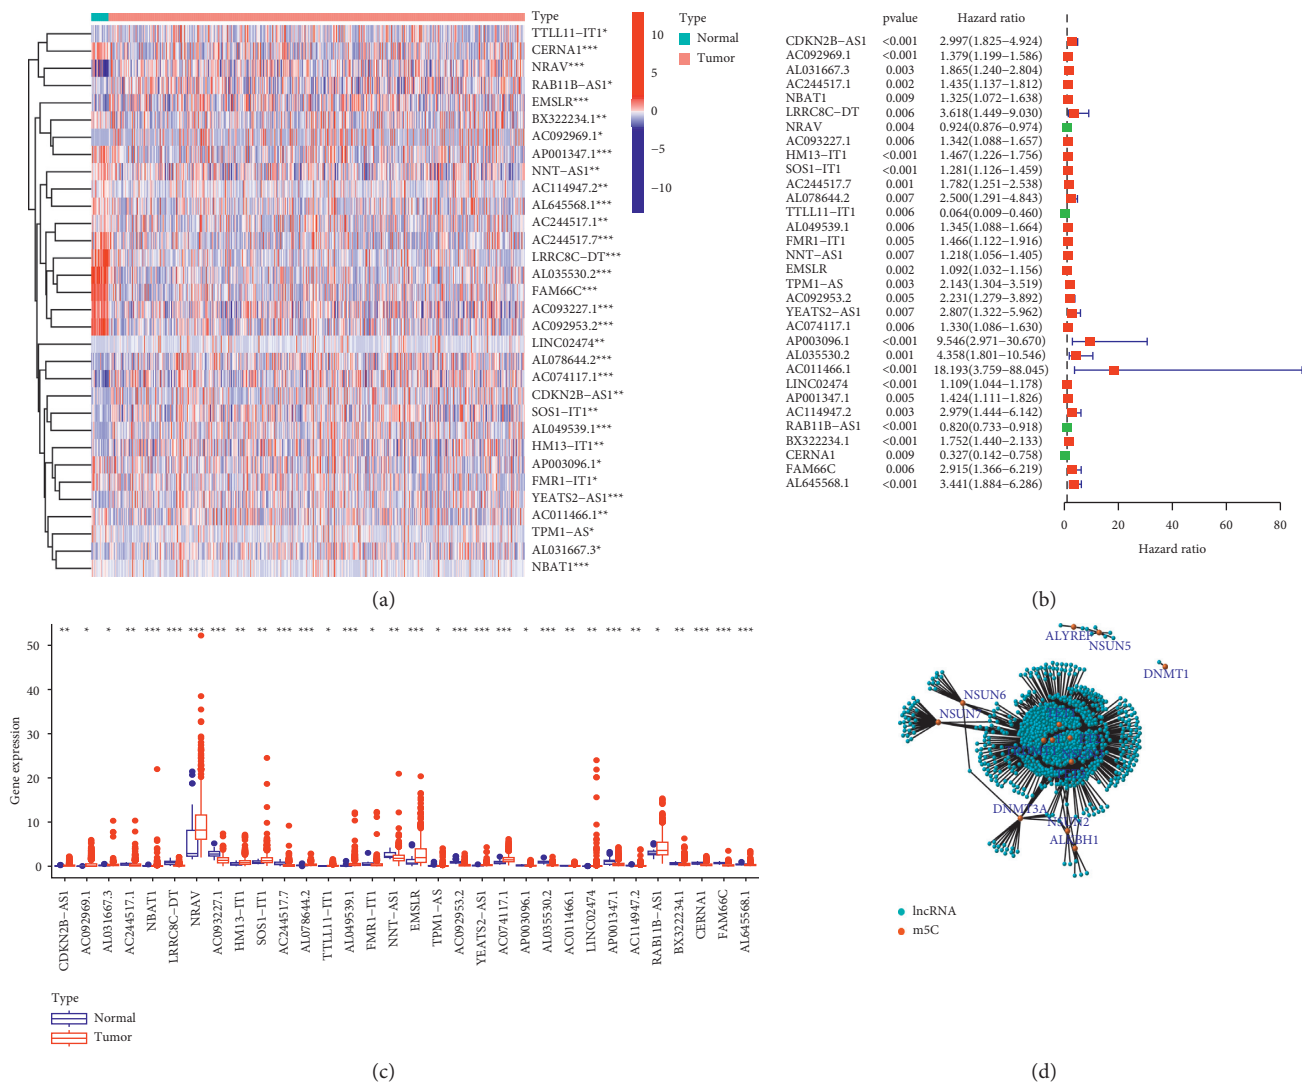 Type
TTLL11−IT1*
CERNA1***
NRAV***
RAB11B−AS1*
EMSLR***
BX322234.1**
AC092969.1*
AP001347.1***
NNT−AS1**
AC114947.2**
AL645568.1***
AC244517.1**
AC244517.7***
LRRC8C−DT***
AL035530.2***
FAM66C***
AC093227.1***
AC092953.2***
LINC02474**
AL078644.2***
AC074117.1***
CDKN2B−AS1**
SOS1−IT1**
AL049539.1***
HM13−IT1**
AP003096.1*
FMR1−IT1*
YEATS2−AS1***
AC011466.1**
TPM1−AS*
AL031667.3*
NBAT1***
10
5
0
−5
−10
Type
Normal
Tumor
(a)
pvalue Hazard ratio
CDKN2B−AS1 <0.001 2.997(1.825−4.924)
AC092969.1 <0.001 1.379(1.199−1.586)
AL031667.3 0.003 1.865(1.240−2.804)
AC244517.1 0.002 1.435(1.137−1.812)
NBAT1 0.009 1.325(1.072−1.638)
LRRC8C−DT 0.006 3.618(1.449−9.030)
NRAV 0.004 0.924(0.876−0.974)
AC093227.1 0.006 1.342(1.088−1.657)
HM13−IT1 <0.001 1.467(1.226−1.756)
SOS1−IT1 <0.001 1.281(1.126−1.459)
AC244517.7 0.001 1.782(1.251−2.538)
AL078644.2 0.007 2.500(1.291−4.843)
TTLL11−IT1 0.006 0.064(0.009−0.460)
AL049539.1 0.006 1.345(1.088−1.664)
FMR1−IT1 0.005 1.466(1.122−1.916)
NNT−AS1 0.007 1.218(1.056−1.405)
EMSLR 0.002 1.092(1.032−1.156)
TPM1−AS 0.003 2.143(1.304−3.519)
AC092953.2 0.005 2.231(1.279−3.892)
YEATS2−AS1 0.007 2.807(1.322−5.962)
AC074117.1 0.006 1.330(1.086−1.630)
AP003096.1 <0.001 9.546(2.971−30.670)
AL035530.2 0.001 4.358(1.801−10.546)
AC011466.1 <0.001 18.193(3.759−88.045)
LINC02474 <0.001 1.109(1.044−1.178)
AP001347.1 0.005 1.424(1.111−1.826)
AC114947.2 0.003 2.979(1.444−6.142)
RAB11B−AS1 <0.001 0.820(0.733−0.918)
BX322234.1 <0.001 1.752(1.440−2.133)
CERNA1 0.009 0.327(0.142−0.758)
FAM66C 0.006 2.915(1.366−6.219)
AL645568.1 <0.001 3.441(1.884−6.286)
0 20 40 60 80
Hazard ratio
(b)
** * * ** *** *** *** *** ** ** *** *** * *** * ** *** * *** *** *** * *** ** ** *** ** * ** *** *** ***
50
40
30
20
10
0
Gene expression
CDKN2B−AS1
AC092969.1
AL031667.3
AC244517.1
NBAT1
LRRC8C−DT
NRAV
AC093227.1
HM13−IT1
SOS1−IT1
AC244517.7
AL078644.2
TTLL11−IT1
AL049539.1
FMR1−IT1
NNT−AS1
EMSLR
TPM1−AS
AC092953.2
YEATS2−AS1
AC074117.1
AP003096.1
AL035530.2
AC011466.1
LINC02474
AP001347.1
AC114947.2
RAB11B−AS1
BX322234.1
CERNA1
FAM66C
AL645568.1
Type
Normal
Tumor
(c)
ALYREF
NSUN5
DNMT1
NSUN6
NSUN7
DNMT3A
NSUN2
ALKBH1
lncRNA
m5C
(d)